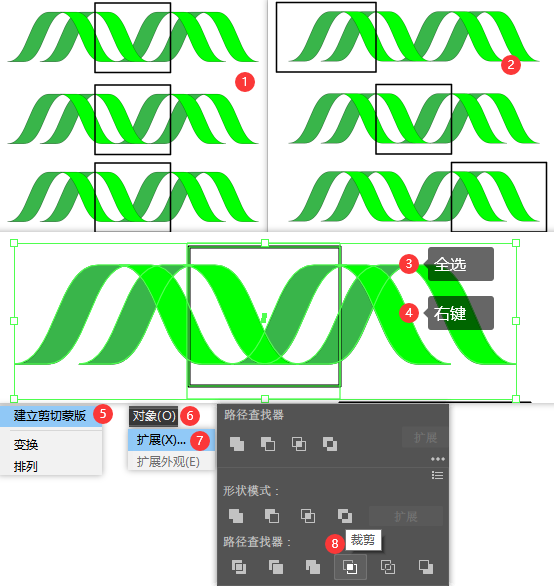 1
2
3 全选
4 右键
建立剪切蒙版 5
变换
排列
对象(O) 6
扩展(X)... 7
扩展外观(E)
路径查找器
扩展
形状模式：
扩展
路径查找器：
8 裁剪